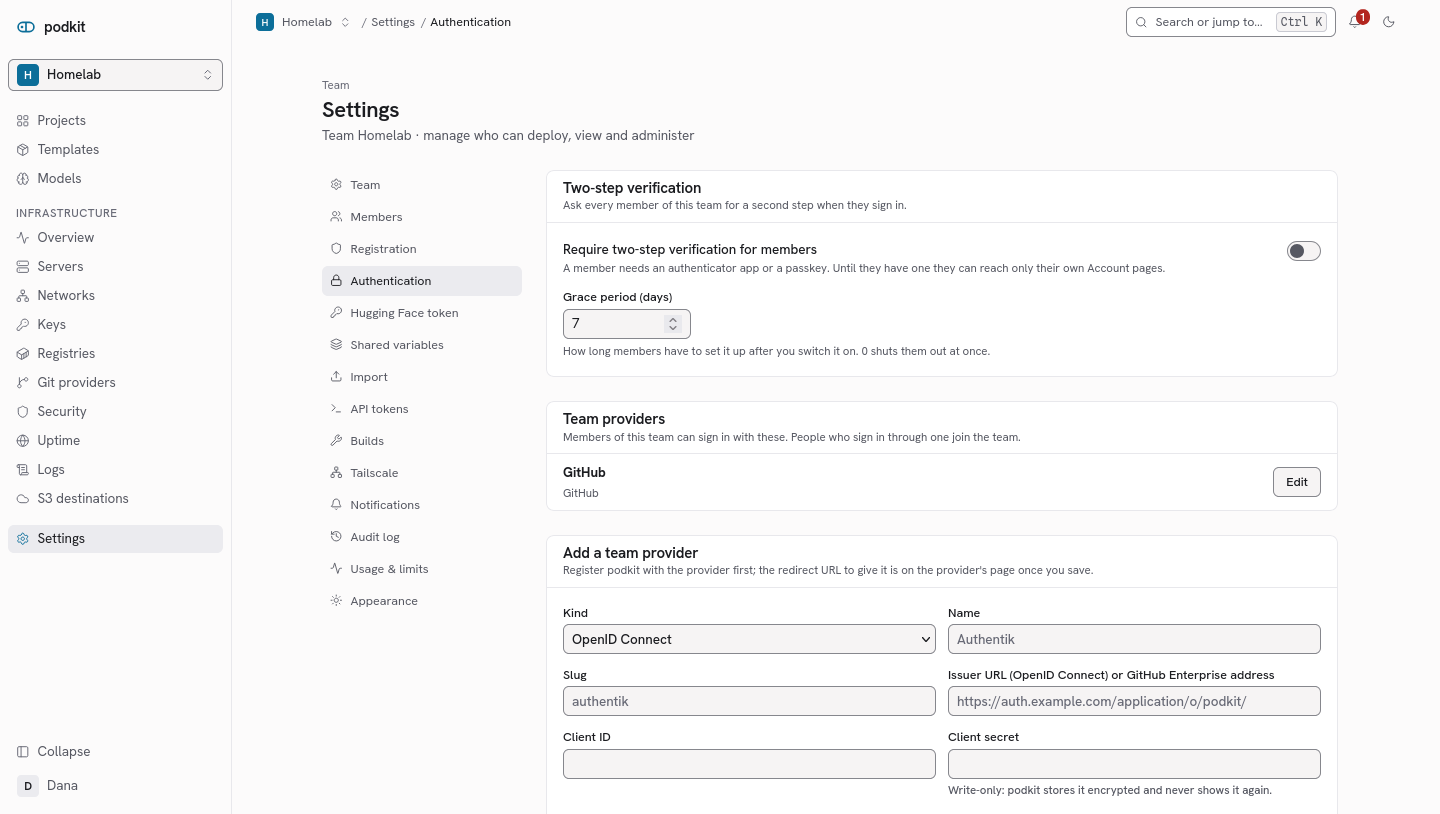 podkit
H Homelab
Projects
Templates
Models
INFRASTRUCTURE
Overview
Servers
Networks
Keys
Registries
Git providers
Security
Uptime
Logs
S3 destinations
Settings
Collapse
D Dana
H Homelab / Settings / Authentication
Search or jump to... Ctrl K
1
Team
Settings
Team Homelab · manage who can deploy, view and administer
Team
Members
Registration
Authentication
Hugging Face token
Shared variables
Import
API tokens
Builds
Tailscale
Notifications
Audit log
Usage & limits
Appearance
Two-step verification
Ask every member of this team for a second step when they sign in.
Require two-step verification for members
A member needs an authenticator app or a passkey. Until they have one they can reach only their own Account pages.
Grace period (days)
7
How long members have to set it up after you switch it on. 0 shuts them out at once.
Team providers
Members of this team can sign in with these. People who sign in through one join the team.
GitHub
GitHub
Edit
Add a team provider
Register podkit with the provider first; the redirect URL to give it is on the provider's page once you save.
Kind
OpenID Connect
Name
Authentik
Slug
authentik
Issuer URL (OpenID Connect) or GitHub Enterprise address
https://auth.example.com/application/o/podkit/
Client ID
Client secret
Write-only: podkit stores it encrypted and never shows it again.